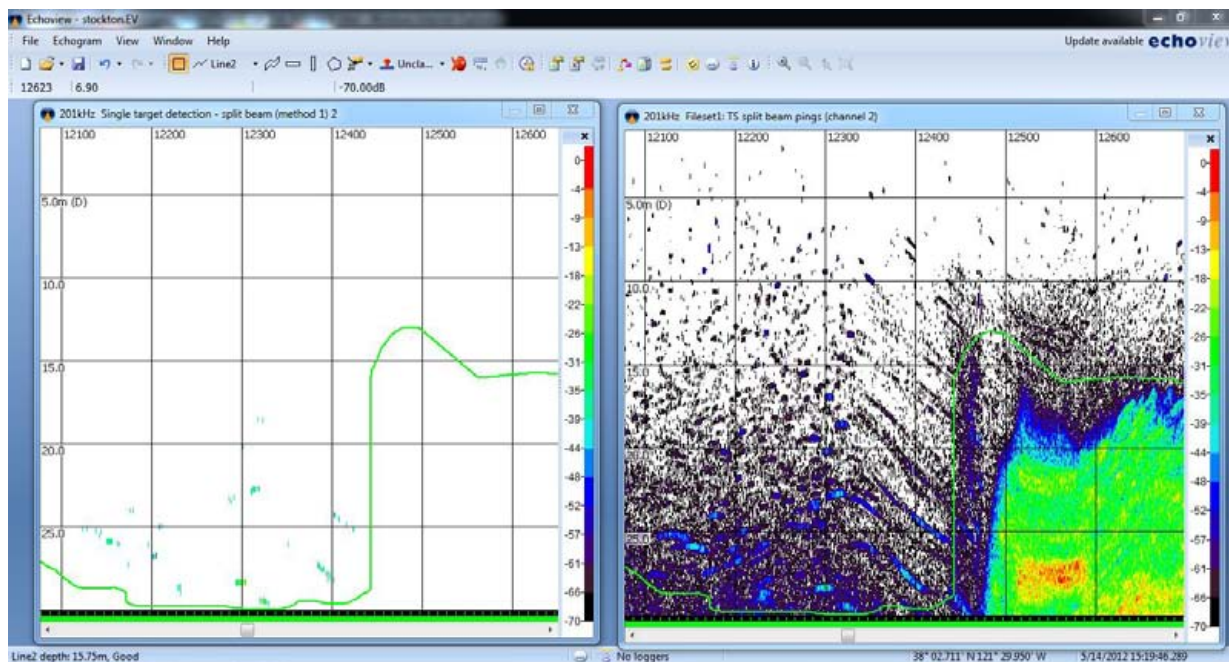 Echoview - stockton.EV
File Echogram View Window Help
Update available echoview
Line2
Uncla...
12623 6.90 -70.00dB
201kHz Single target detection - split beam (method 1) 2
12100 12200 12300 12400 12500 12600
5.0m (D)
10.0
15.0
20.0
25.0
0
-4
-9
-13
-18
-22
-26
-31
-35
-39
-44
-48
-52
-57
-61
-66
-70
201kHz Fileset1: TS split beam pings (channel 2)
12100 12200 12300 12400 12500 12600
5.0m (D)
10.0
15.0
0
-4
-9
-13
-18
-22
-26
-31
-35
-39
-44
-48
-52
-57
-61
-66
-70
Line2 depth: 15.75m, Good
No loggers
38° 02.711' N 121° 29.950' W 5/14/2012 15:19:46.289